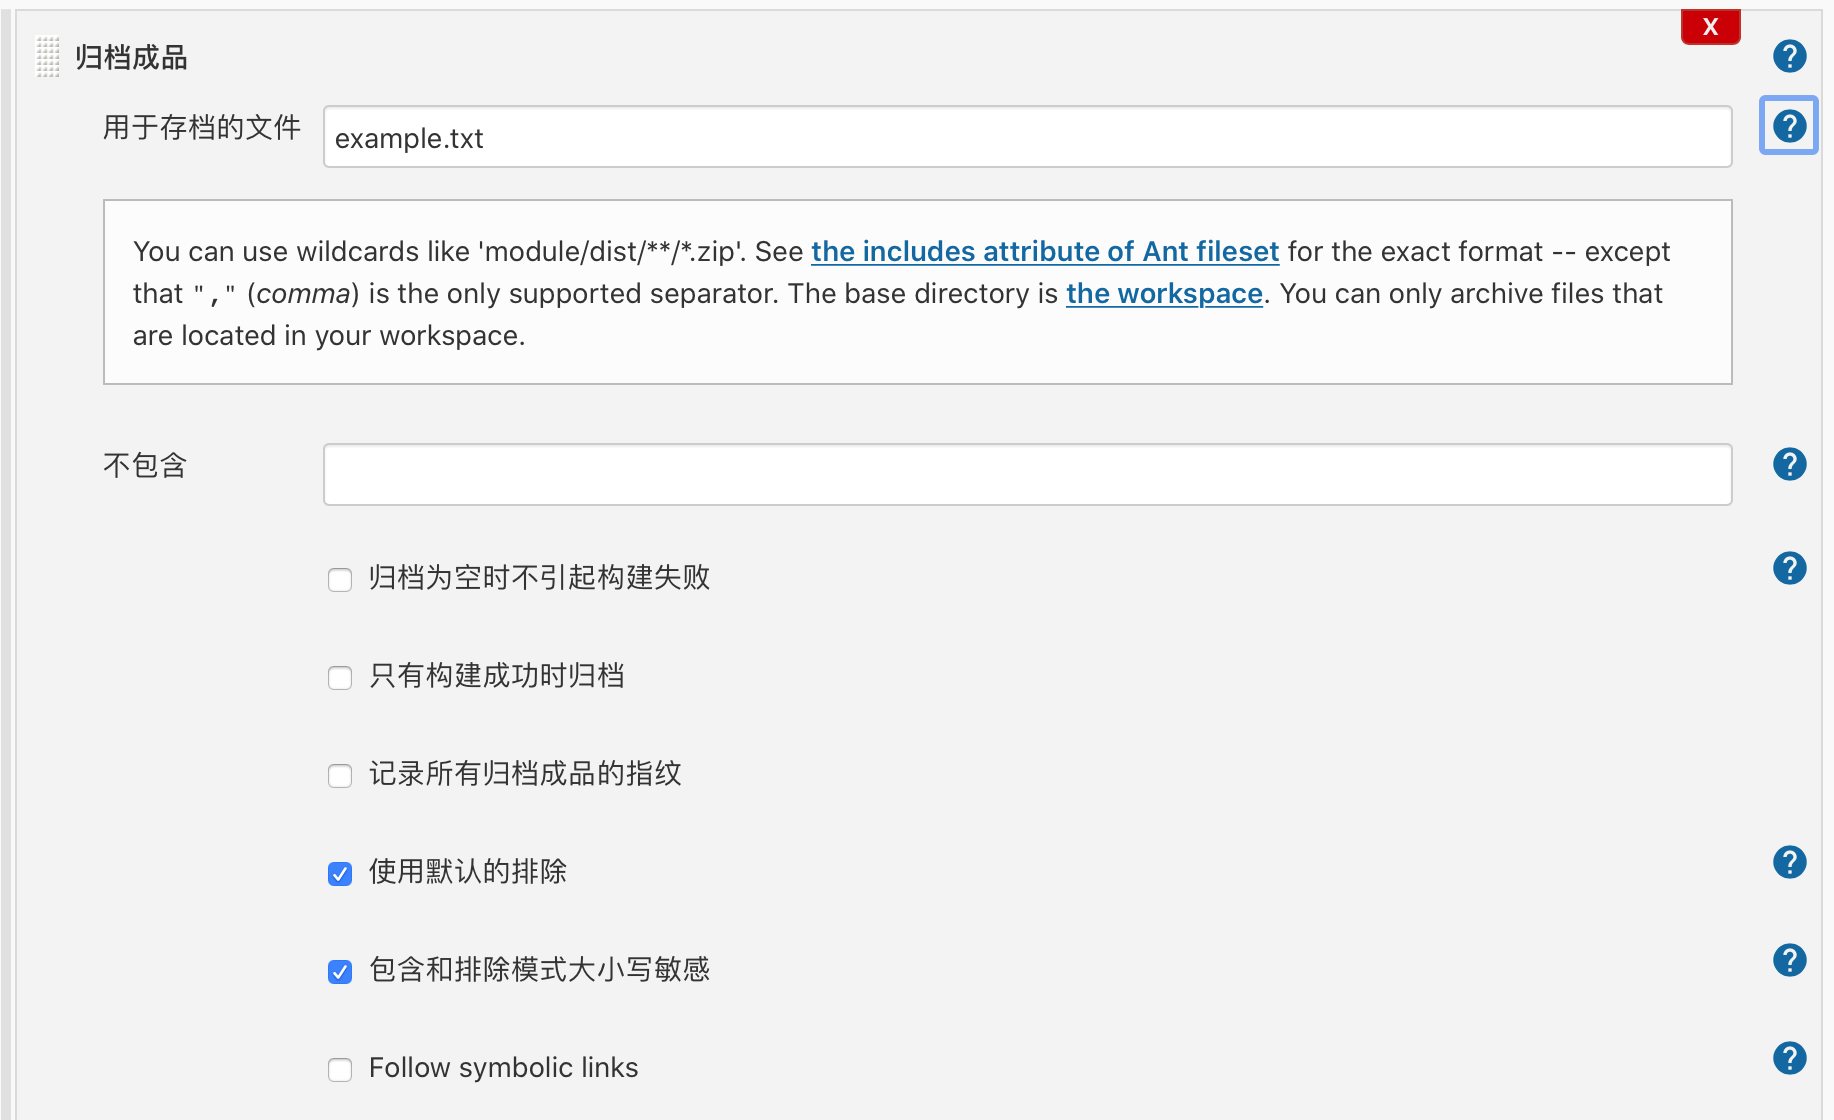 归档成品
X
?
用于存档的文件
example.txt
?
You can use wildcards like 'module/dist/**/*.zip'. See the includes attribute of Ant fileset for the exact format -- except
that "," (comma) is the only supported separator. The base directory is the workspace. You can only archive files that
are located in your workspace.
不包含
?
归档为空时不引起构建失败
?
只有构建成功时归档
记录所有归档成品的指纹
使用默认的排除
?
包含和排除模式大小写敏感
?
Follow symbolic links
?